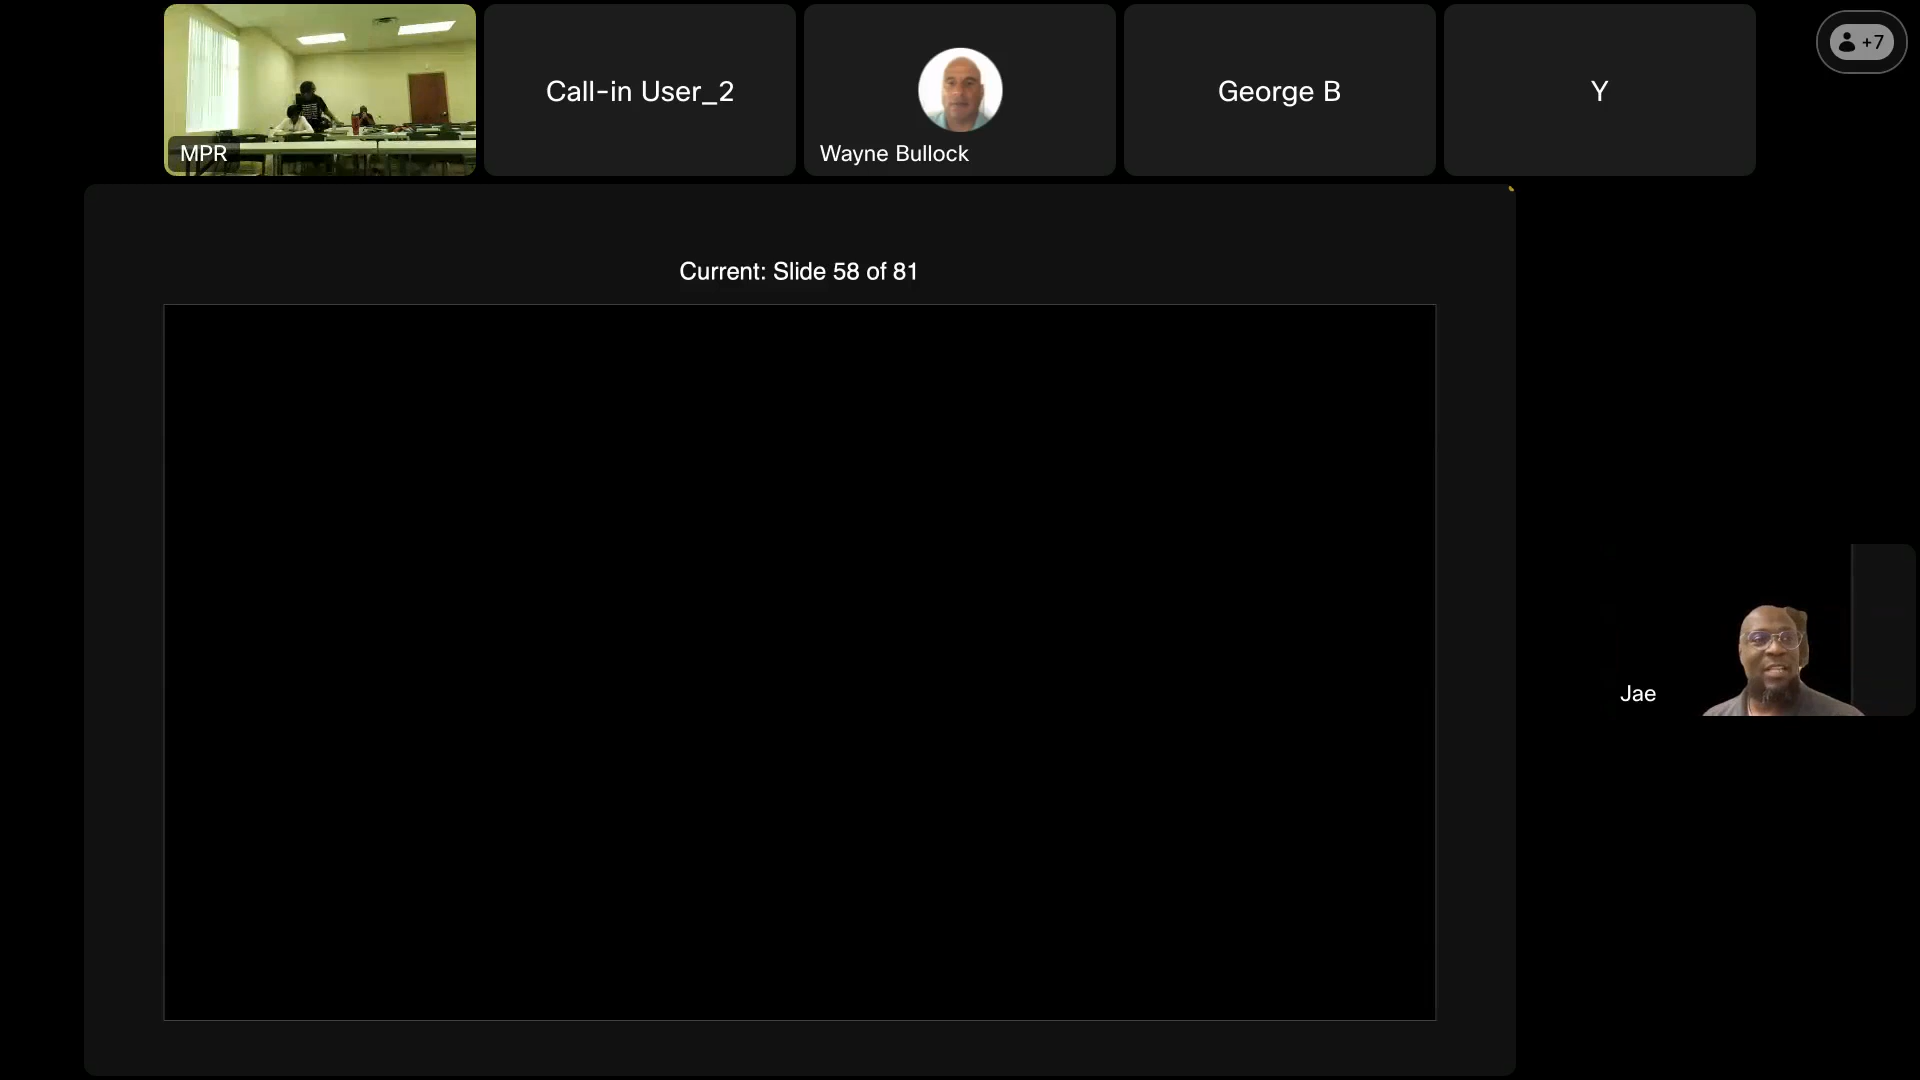 MPR
Call-in User_2
Wayne Bullock
George B
Y
+7
Current: Slide 58 of 81
Jae